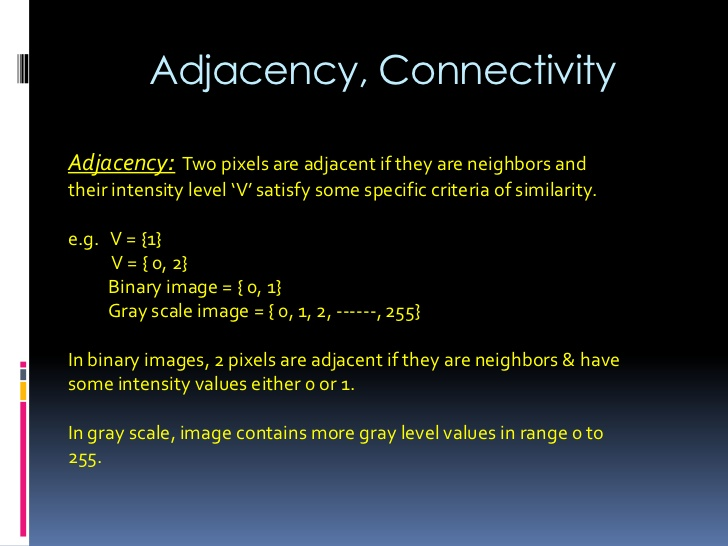 Adjacency, Connectivity
Adjacency: Two pixels are adjacent if they are neighbors and
their intensity level ‘V’ satisfy some specific criteria of similarity.
e.g. V = {1}
V = { 0, 2}
Binary image = { 0, 1}
Gray scale image = { 0, 1, 2, ------, 255}
In binary images, 2 pixels are adjacent if they are neighbors & have
some intensity values either 0 or 1.
In gray scale, image contains more gray level values in range 0 to
255.